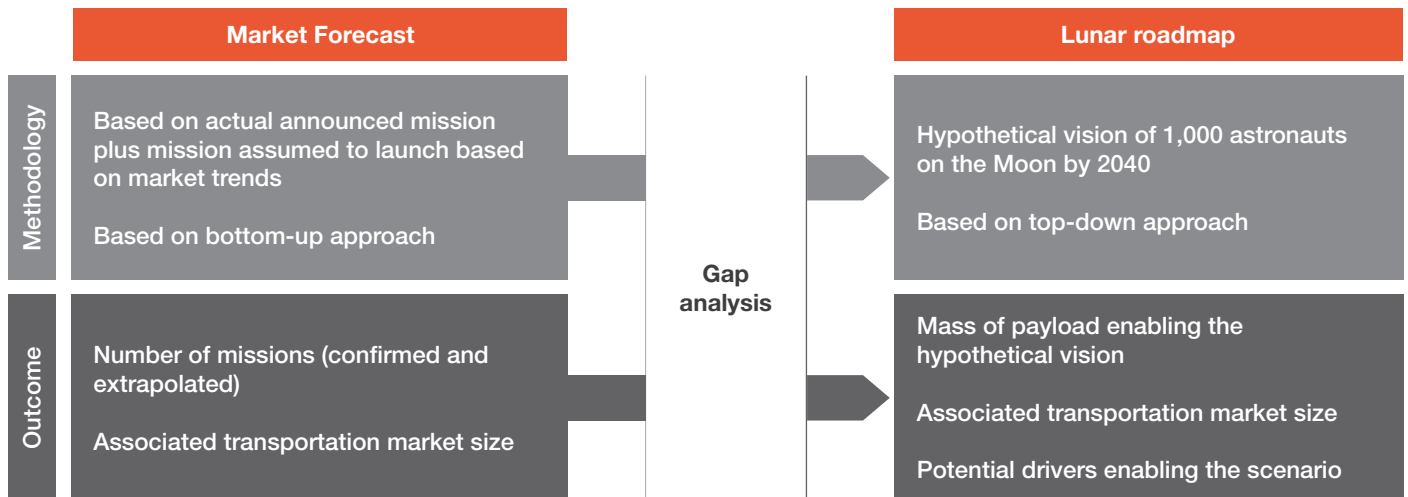 Market Forecast
Lunar roadmap
Methodology
Based on actual announced mission
plus mission assumed to launch based
on market trends
Based on bottom-up approach
Gap
analysis
Hypothetical vision of 1,000 astronauts
on the Moon by 2040
Based on top-down approach
Outcome
Number of missions (confirmed and
extrapolated)
Associated transportation market size
Mass of payload enabling the
hypothetical vision
Associated transportation market size
Potential drivers enabling the scenario